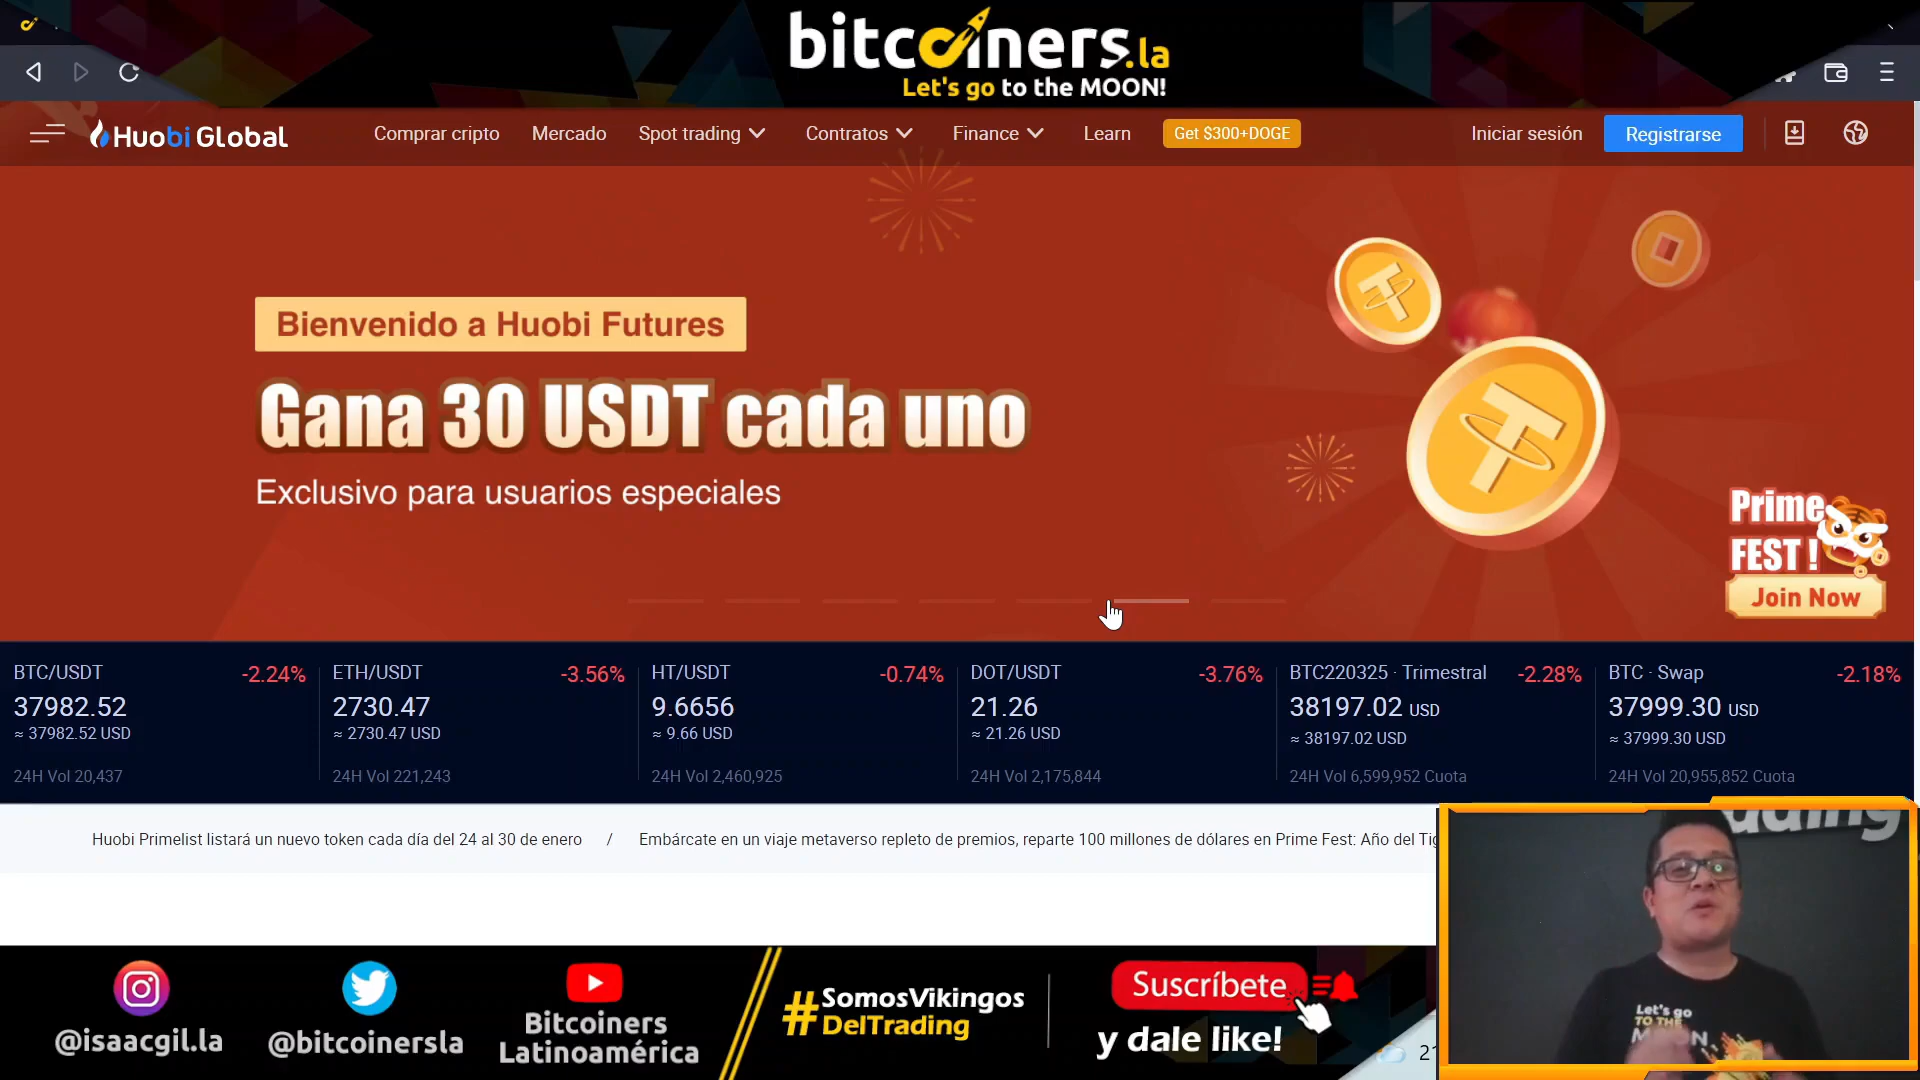 bitcoiners.la
Let's go to the MOON!
Huobi Global
Comprar cripto
Mercado
Spot trading
Contratos
Finance
Learn
Get $300+DOGE
Iniciar sesión
Registrarse
Bienvenido a Huobi Futures
Gana 30 USDT cada uno
Exclusivo para usuarios especiales
Prime
FEST !
Join Now
BTC/USDT -2.24%
37982.52
≈ 37982.52 USD
24H Vol 20,437
ETH/USDT -3.56%
2730.47
≈ 2730.47 USD
24H Vol 221,243
HT/USDT -0.74%
9.6656
≈ 9.66 USD
24H Vol 2,460,925
DOT/USDT -3.76%
21.26
≈ 21.26 USD
24H Vol 2,175,844
BTC220325 · Trimestral -2.28%
38197.02 USD
≈ 38197.02 USD
24H Vol 6,599,952 Cuota
BTC · Swap -2.18%
37999.30 USD
≈ 37999.30 USD
24H Vol 20,955,852 Cuota
Huobi Primelist listará un nuevo token cada día del 24 al 30 de enero / Embárcate en un viaje metaverso repleto de premios, reparte 100 millones de dólares en Prime Fest: Año del
Let's go
TO THE
MOON
@isaacgil.la
@bitcoinersla
Bitcoiners
Latinoamérica
#SomosVikingos
DelTrading
Suscríbete
y dale like!